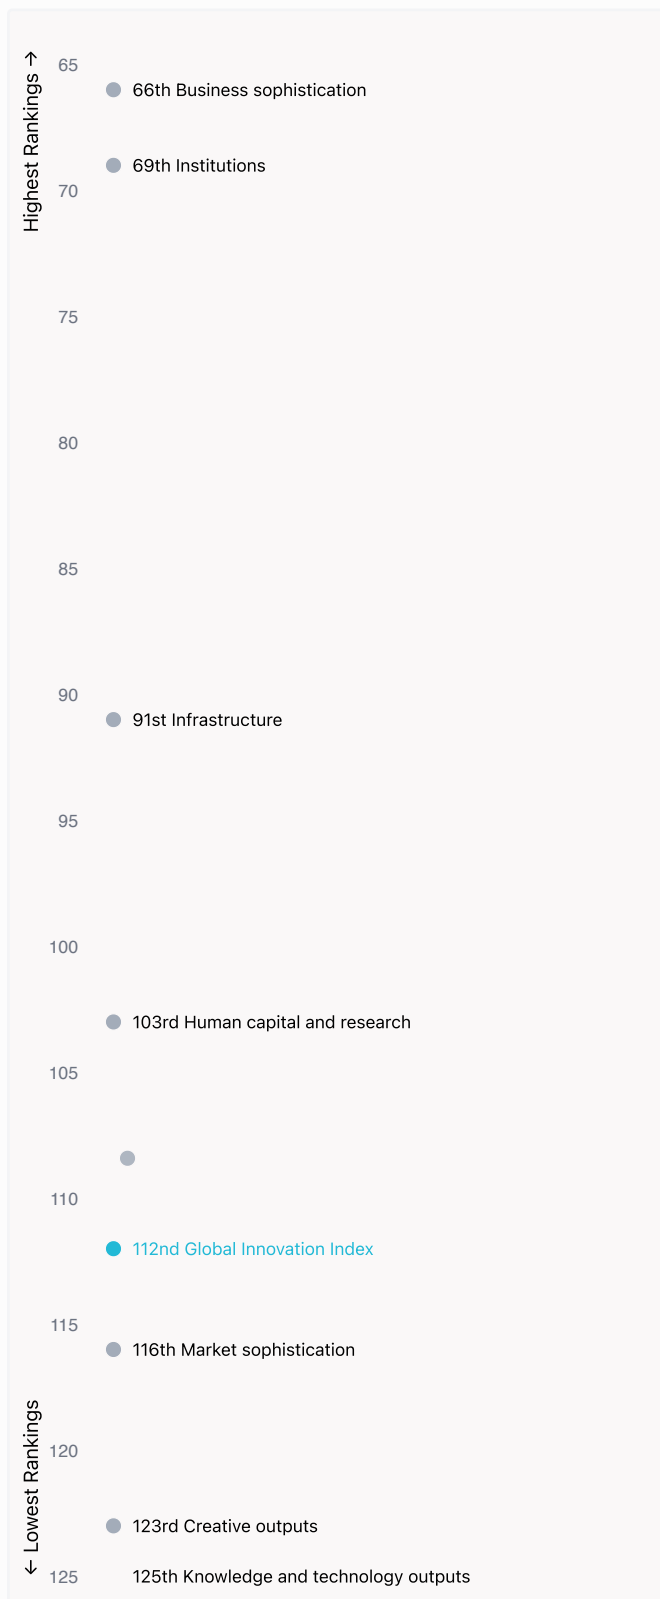 Highest Rankings →
65
66th Business sophistication
69th Institutions
70
75
80
85
90
91st Infrastructure
95
100
103rd Human capital and research
105
110
112nd Global Innovation Index
115
116th Market sophistication
← Lowest Rankings
120
123rd Creative outputs
125
125th Knowledge and technology outputs